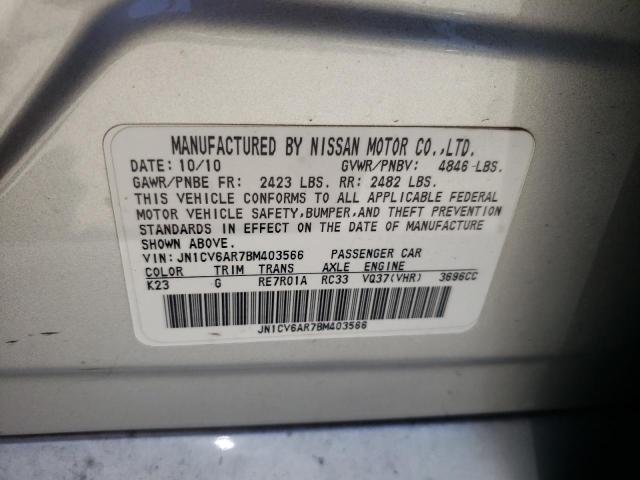 MANUFACTURED BY NISSAN MOTOR CO.,LTD.
DATE: 10/10 GVWR/PNBV: 4846 LBS.
GAWR/PNBE FR: 2423 LBS. RR: 2482 LBS.
THIS VEHICLE CONFORMS TO ALL APPLICABLE FEDERAL
MOTOR VEHICLE SAFETY,BUMPER,AND THEFT PREVENTION
STANDARDS IN EFFECT ON THE DATE OF MANUFACTURE
SHOWN ABOVE.
VIN: JN1CV6AR7BM403566 PASSENGER CAR
COLOR TRIM TRANS AXLE ENGINE
K23 G RE7R01A RC33 VQ37(VHR) 3696CC
JN1CV6AR7BM403566